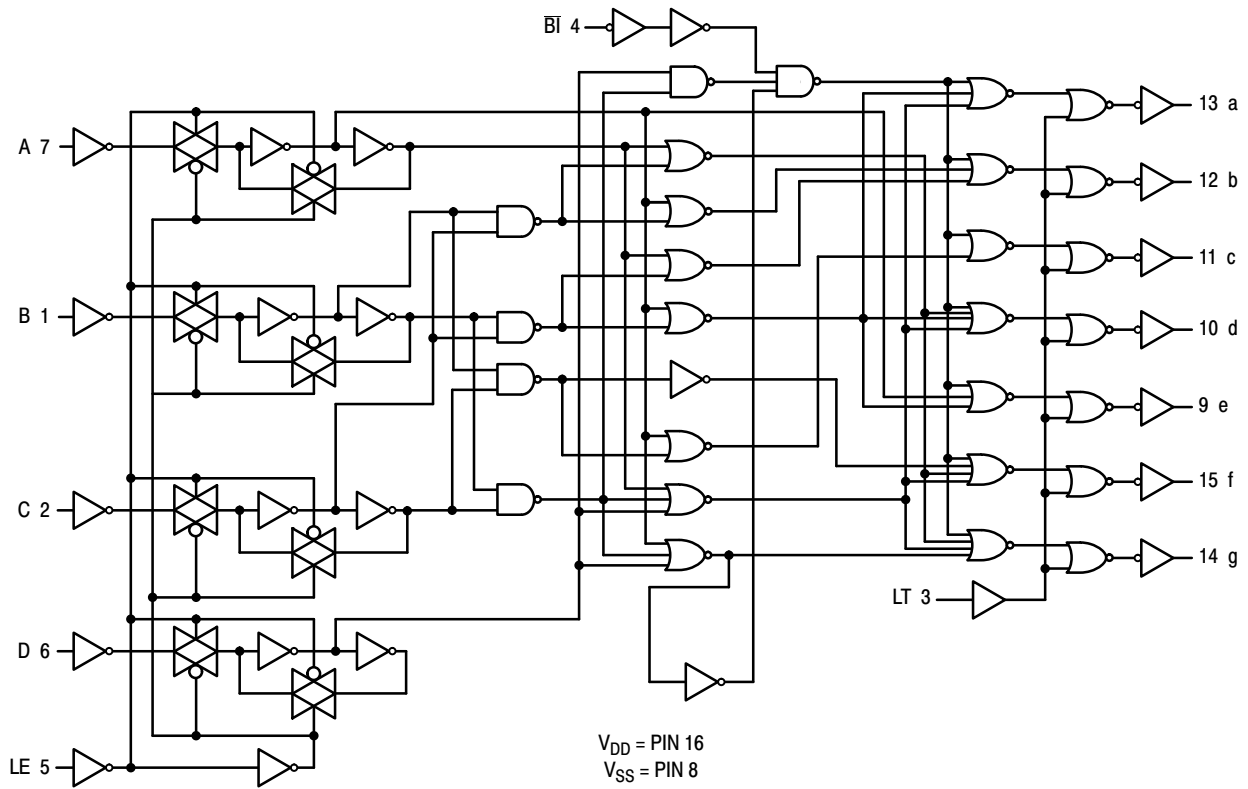 B̅I̅ 4
13 a
A 7
12 b
11 c
B 1
10 d
9 e
15 f
C 2
14 g
LT 3
D 6
V_DD = PIN 16
LE 5
V_SS = PIN 8